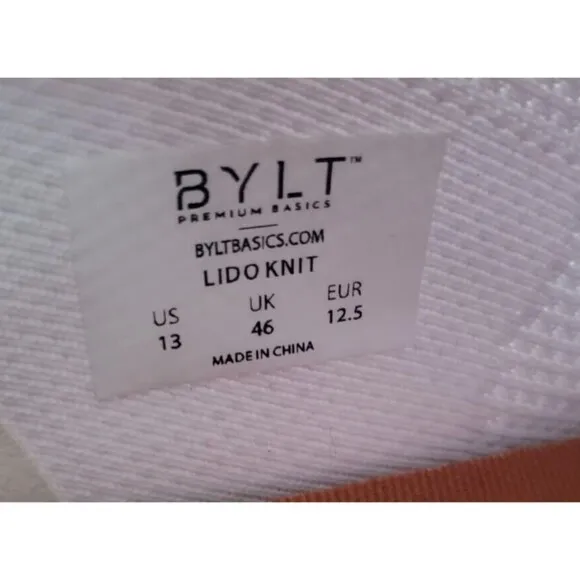 BYLT™
PREMIUM BASICS
BYLTBASICS.COM
LIDO KNIT
US UK EUR
13 46 12.5
MADE IN CHINA